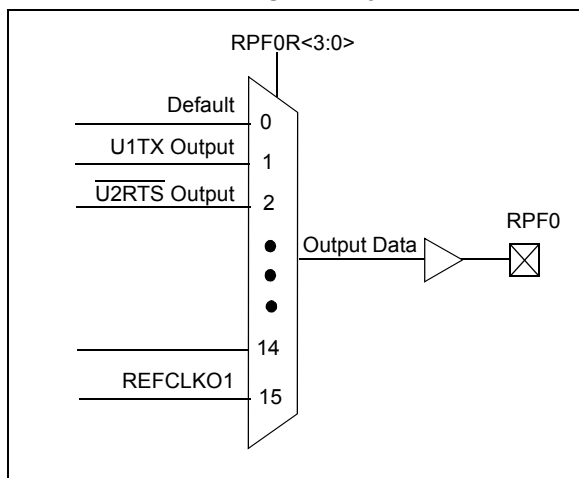 RPF0R<3:0>
Default
0
U1TX Output
1
U2RTS Output
2
RPF0
Output Data
14
REFCLKO1
15